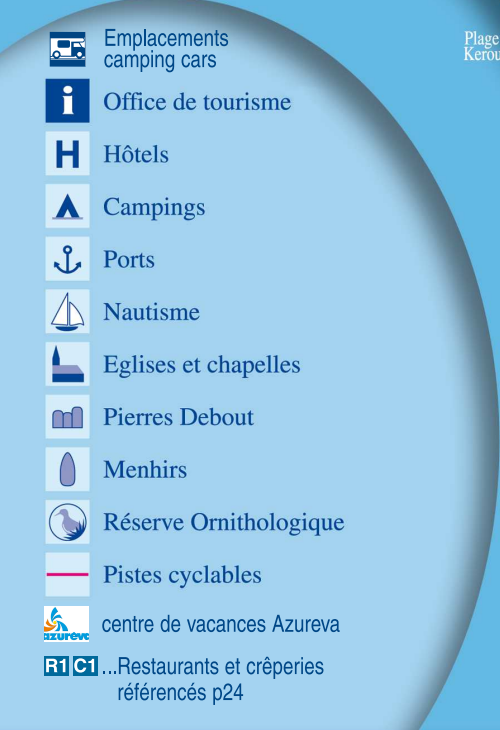 Emplacements
camping cars
Plage
Kerou
i Office de tourisme
H Hôtels
Campings
Ports
Nautisme
Eglises et chapelles
Pierres Debout
Menhirs
Réserve Ornithologique
Pistes cyclables
azureva centre de vacances Azureva
R1 C1 ...Restaurants et crêperies
référencés p24